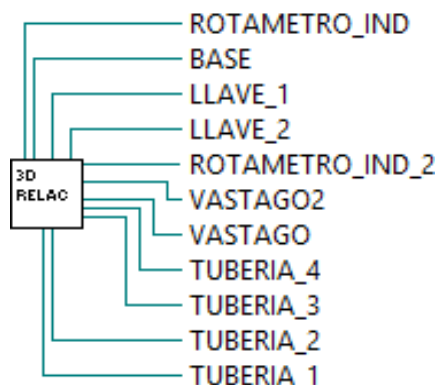 ROTAMETRO_IND
BASE
LLAVE_1
LLAVE_2
ROTAMETRO_IND_2
3D
RELAC
VASTAGO2
VASTAGO
TUBERIA_4
TUBERIA_3
TUBERIA_2
TUBERIA_1